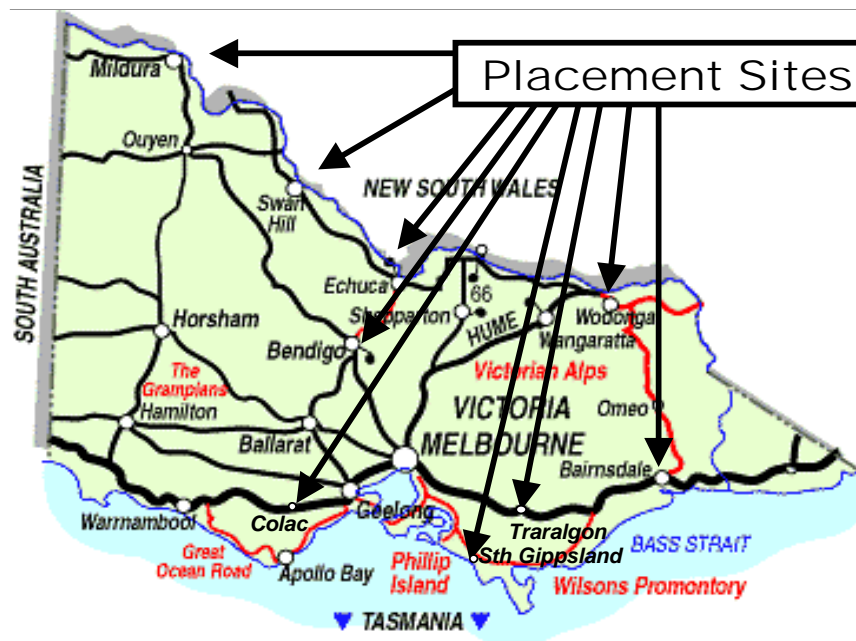 Placement Sites
Mildura
Ouyen
Swan
Hill
NEW SOUTH WALES
SOUTH AUSTRALIA
Echuca
66
Shepparton
HUME
Wodonga
Wangaratta
Horsham
Bendigo
The
Grampians
Victorian Alps
Hamilton
Ballarat
VICTORIA
MELBOURNE
Omeo
Bairnsdale
Warrnambool
Colac
Geelong
Traralgon
Sth Gippsland
BASS STRAIT
Great
Ocean Road
Apollo Bay
Phillip
Island
Wilsons Promontory
TASMANIA